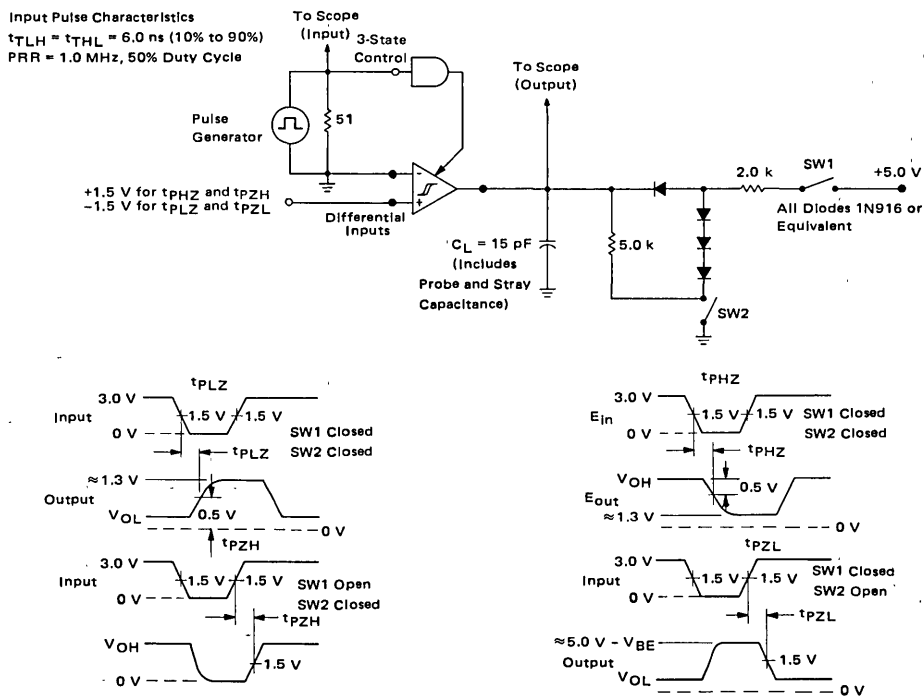 Input Pulse Characteristics
tTLH = tTHL = 6.0 ns (10% to 90%)
PRR = 1.0 MHz, 50% Duty Cycle
To Scope
(Input)
3-State
Control
To Scope
(Output)
Pulse
Generator
51
+1.5 V for tPHZ and tPZH
−1.5 V for tPLZ and tPZL
-
+
Differential
Inputs
CL = 15 pF
(Includes
Probe and Stray
Capacitance)
5.0 k
2.0 k
SW1
+5.0 V
All Diodes 1N916 or
Equivalent
SW2
tPLZ
3.0 V
Input
1.5 V
1.5 V
0 V
SW1 Closed
SW2 Closed
tPLZ
≈1.3 V
Output
0.5 V
VOL
0 V
tPZH
3.0 V
Input
1.5 V
1.5 V
0 V
SW1 Open
SW2 Closed
tPZH
VOH
1.5 V
0 V
tPHZ
3.0 V
Ein
1.5 V
1.5 V
0 V
SW1 Closed
SW2 Closed
tPHZ
VOH
0.5 V
Eout
≈1.3 V
0 V
tPZL
3.0 V
Input
1.5 V
1.5 V
0 V
SW1 Closed
SW2 Open
tPZL
≈5.0 V − VBE
Output
1.5 V
VOL
0 V